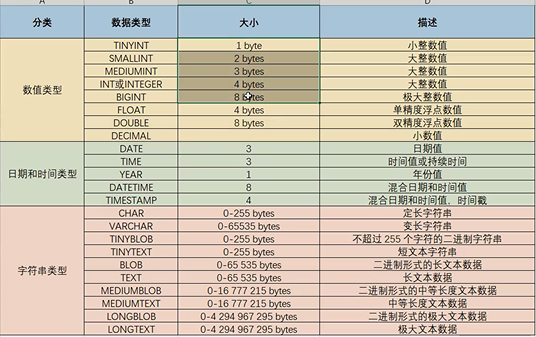 A B C D
分类 数据类型 大小 描述
TINYINT 1 byte 小整数值
SMALLINT 2 bytes 大整数值
MEDIUMINT 3 bytes 大整数值
INT或INTEGER 4 bytes 大整数值
数值类型 BIGINT 8 bytes 极大整数值
FLOAT 4 bytes 单精度浮点数值
DOUBLE 8 bytes 双精度浮点数值
DECIMAL 小数值
DATE 3 日期值
TIME 3 时间值或持续时间
日期和时间类型 YEAR 1 年份值
DATETIME 8 混合日期和时间值
TIMESTAMP 4 混合日期和时间值，时间戳
CHAR 0-255 bytes 定长字符串
VARCHAR 0-65535 bytes 变长字符串
TINYBLOB 0-255 bytes 不超过 255 个字符的二进制字符串
TINYTEXT 0-255 bytes 短文本字符串
字符串类型 BLOB 0-65 535 bytes 二进制形式的长文本数据
TEXT 0-65 535 bytes 长文本数据
MEDIUMBLOB 0-16 777 215 bytes 二进制形式的中等长度文本数据
MEDIUMTEXT 0-16 777 215 bytes 中等长度文本数据
LONGBLOB 0-4 294 967 295 bytes 二进制形式的极大文本数据
LONGTEXT 0-4 294 967 295 bytes 极大文本数据